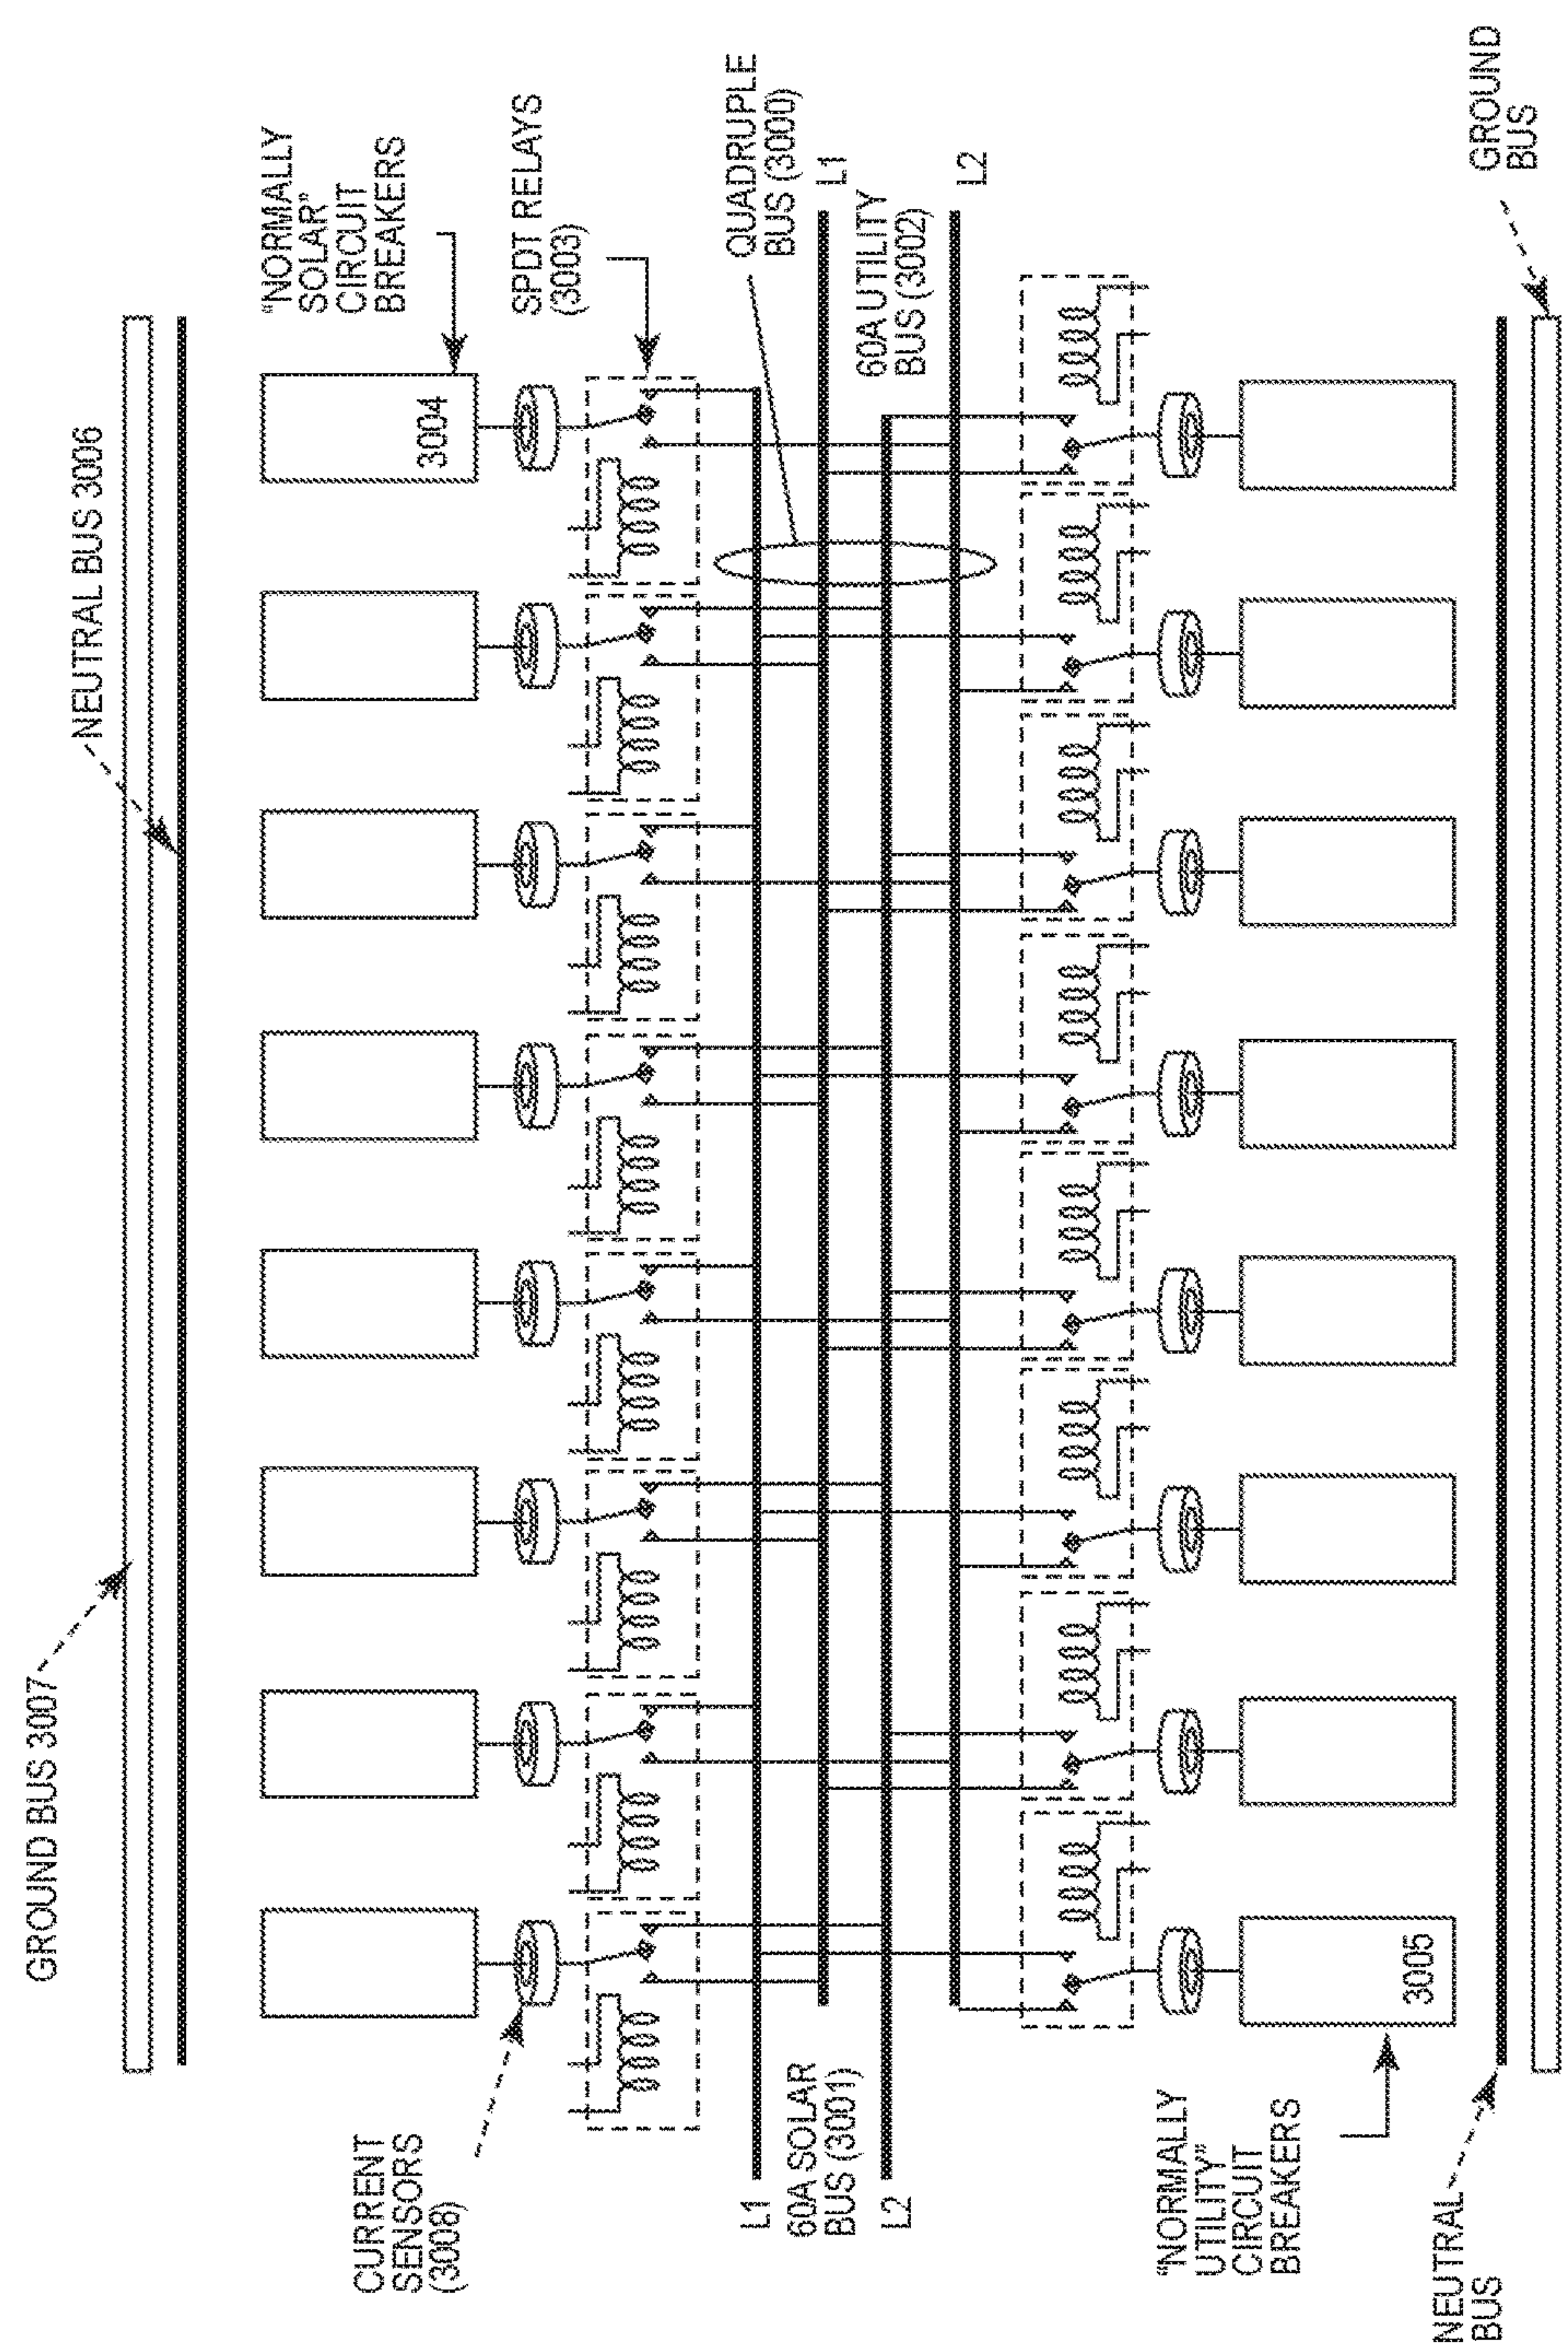 GROUND BUS 3007
NEUTRAL BUS 3006
"NORMALLY
SOLAR"
CIRCUIT
BREAKERS
3004
SPDT RELAYS
(3003)
CURRENT
SENSORS
(3008)
QUADRUPLE
BUS (3000)
L1
60A SOLAR
BUS (3001)
L2
L1
60A UTILITY
BUS (3002)
L2
"NORMALLY
UTILITY"
CIRCUIT
BREAKERS
3005
NEUTRAL
BUS
GROUND
BUS